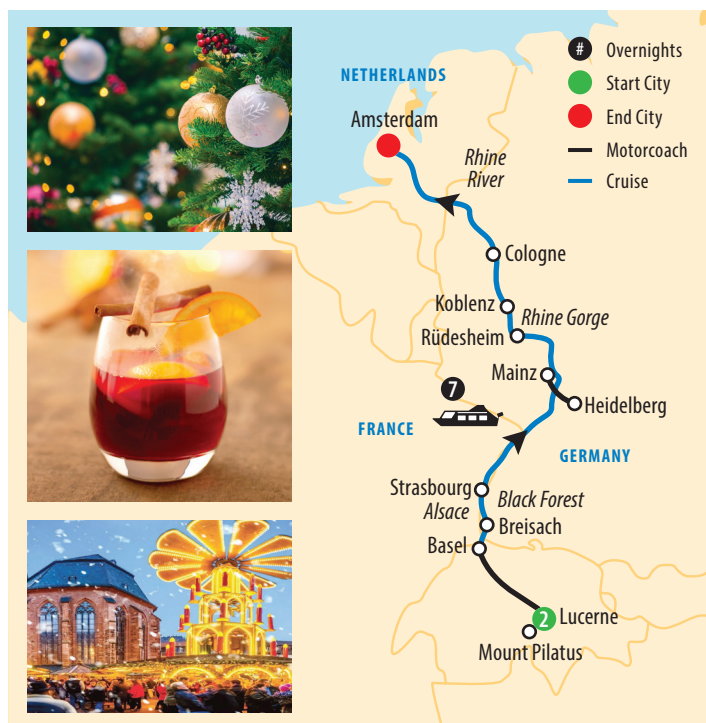 # Overnights
Start City
End City
Motorcoach
Cruise
NETHERLANDS
Amsterdam
Rhine
River
Cologne
Koblenz
Rhine Gorge
Rüdesheim
Mainz
7
Heidelberg
FRANCE
GERMANY
Strasbourg
Black Forest
Alsace
Breisach
Basel
2 Lucerne
Mount Pilatus